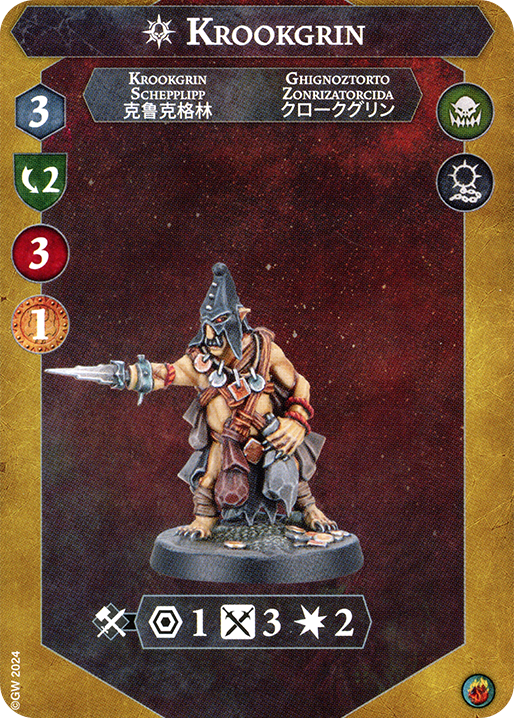 KROOKGRIN
KROOKGRIN
SCHEPPLIPP
克鲁克格林
GHIGNOZTORTO
ZONRIZATORCIDA
クロークグリン
3
2
3
1
1 3 2
©GW 2024